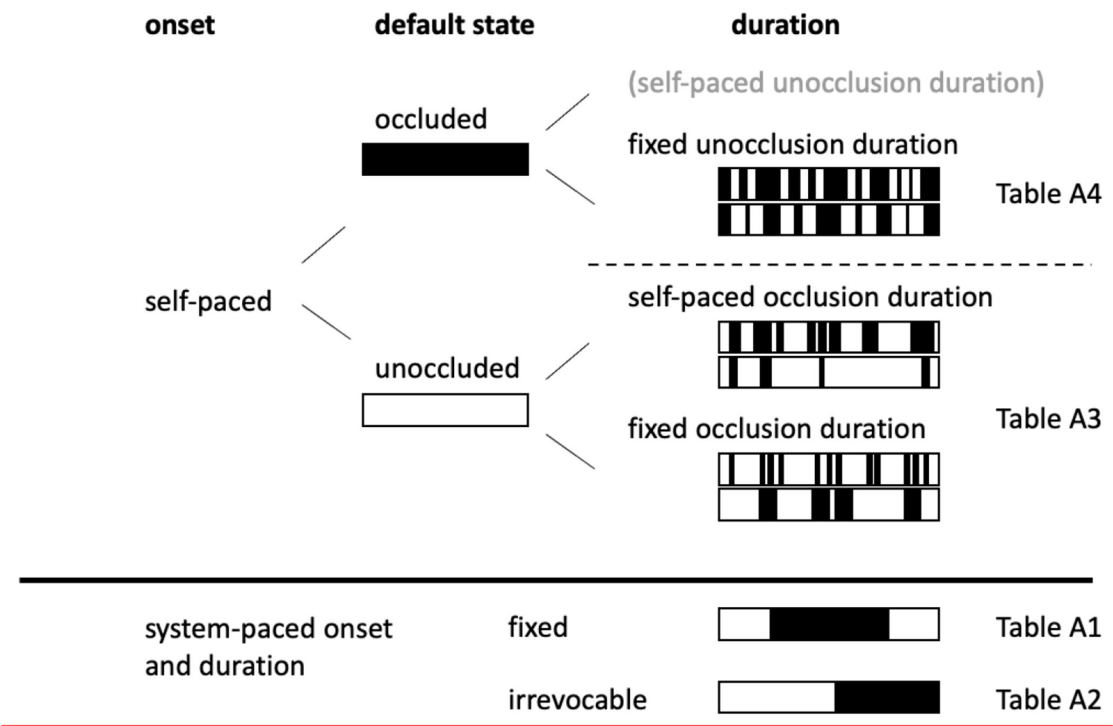 onset default state duration
(self-paced unocclusion duration)
occluded
fixed unocclusion duration
Table A4
self-paced
self-paced occlusion duration
unoccluded
Table A3
fixed occlusion duration
system-paced onset
and duration
fixed
Table A1
irrevocable
Table A2